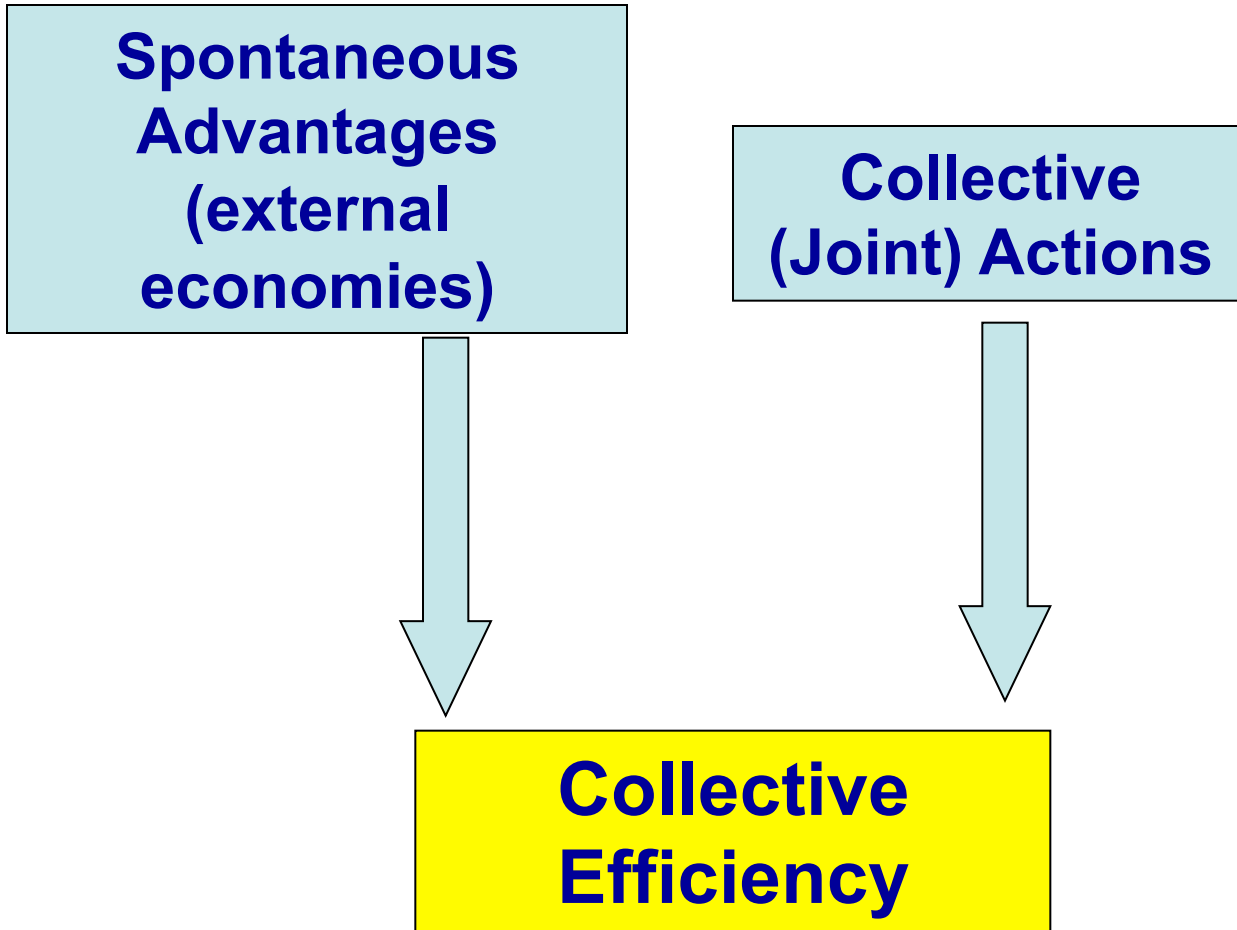 Spontaneous
Advantages
(external
economies)
Collective
(Joint) Actions
Collective
Efficiency